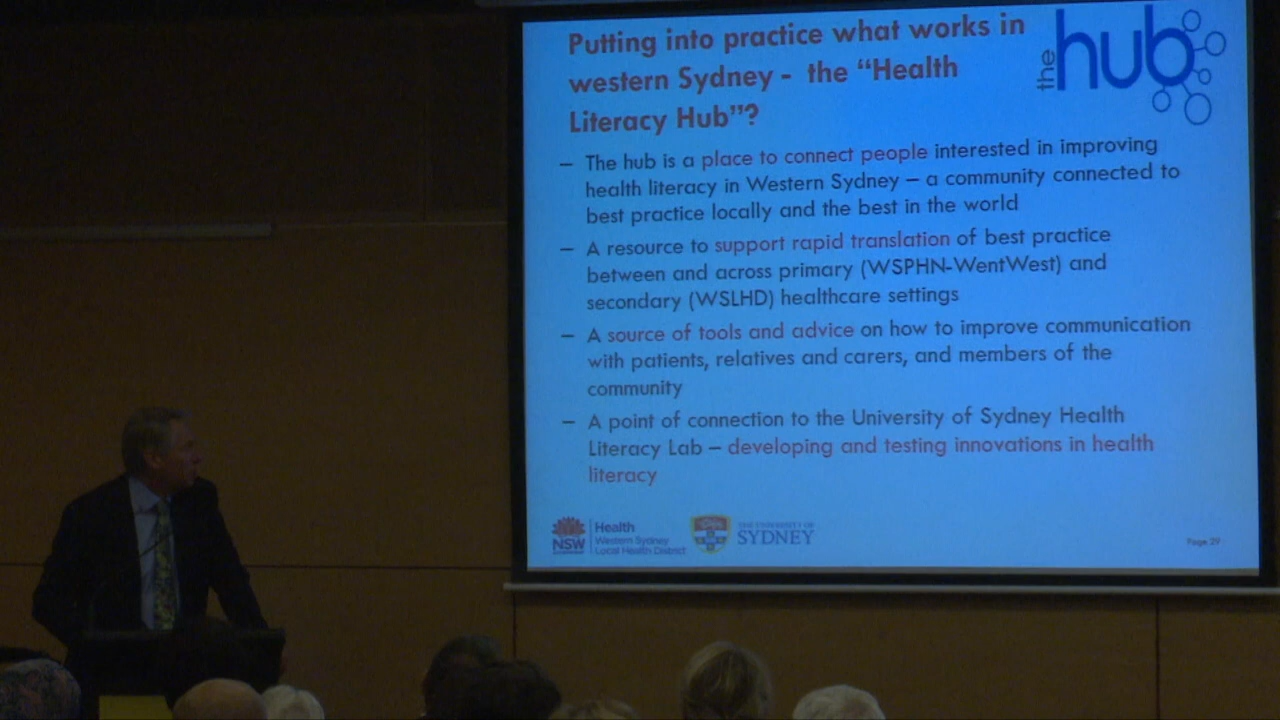 Putting into practice what works in
western Sydney - the “Health
Literacy Hub”?
the hub
– The hub is a place to connect people interested in improving
health literacy in Western Sydney – a community connected to
best practice locally and the best in the world
– A resource to support rapid translation of best practice
between and across primary (WSPHN-WentWest) and
secondary (WSLHD) healthcare settings
– A source of tools and advice on how to improve communication
with patients, relatives and carers, and members of the
community
– A point of connection to the University of Sydney Health
Literacy Lab – developing and testing innovations in health
literacy
NSW
Health
Western Sydney
Local Health District
THE UNIVERSITY OF
SYDNEY
Page 29